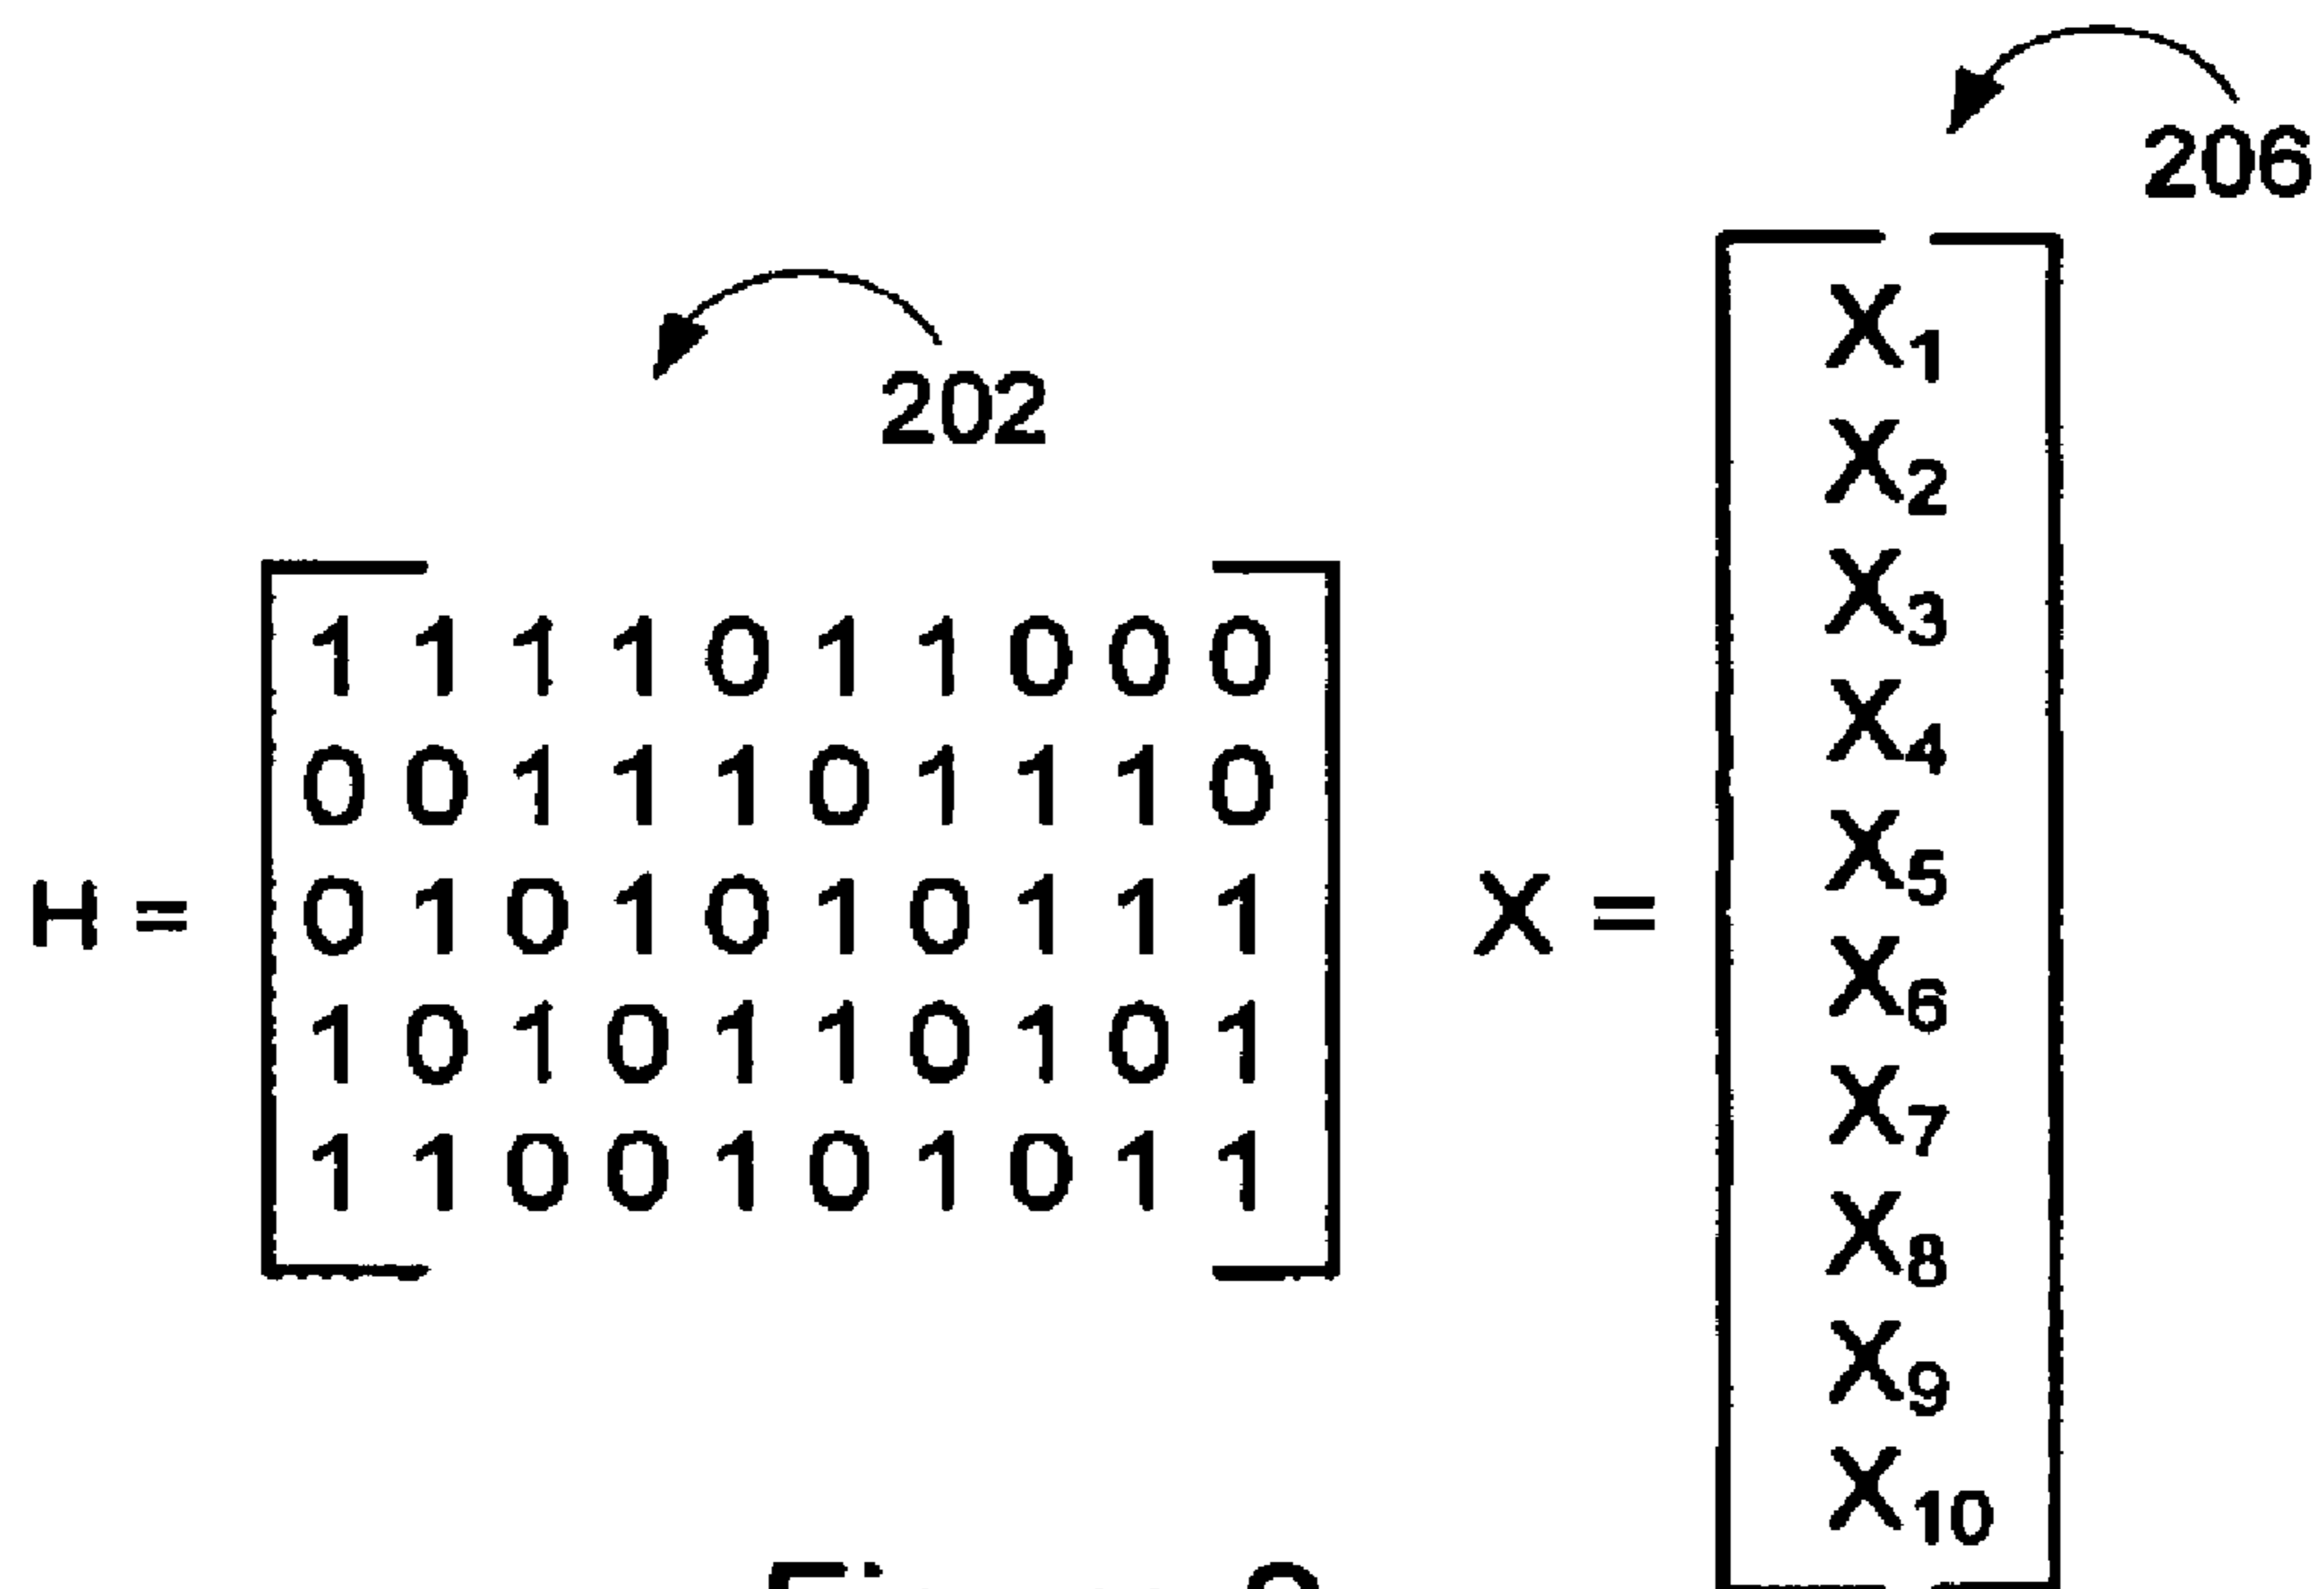 206
202
H =
1 1 1 1 0 1 1 0 0 0
0 0 1 1 1 0 1 1 1 0
0 1 0 1 0 1 0 1 1 1
1 0 1 0 1 1 0 1 0 1
1 1 0 0 1 0 1 0 1 1
X =
X1
X2
X3
X4
X5
X6
X7
X8
X9
X10